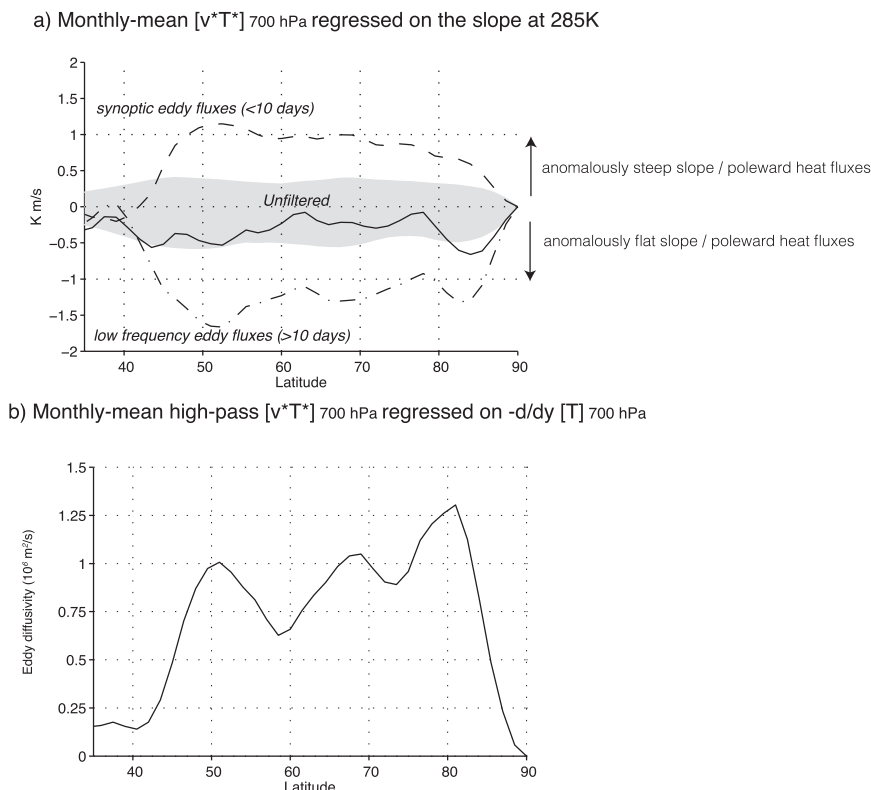 a) Monthly-mean [v*T*] 700 hPa regressed on the slope at 285K
2
1.5
synoptic eddy fluxes (<10 days)
1
0.5
anomalously steep slope / poleward heat fluxes
Unfiltered
0
K m/s
−0.5
anomalously flat slope / poleward heat fluxes
−1
−1.5
low frequency eddy fluxes (>10 days)
−2
40 50 60 70 80 90
Latitude
b) Monthly-mean high-pass [v*T*] 700 hPa regressed on -d/dy [T] 700 hPa
1.5
1.25
1
Eddy diffusivity (10⁶ m²/s)
0.75
0.5
0.25
0
40 50 60 70 80 90
Latitude